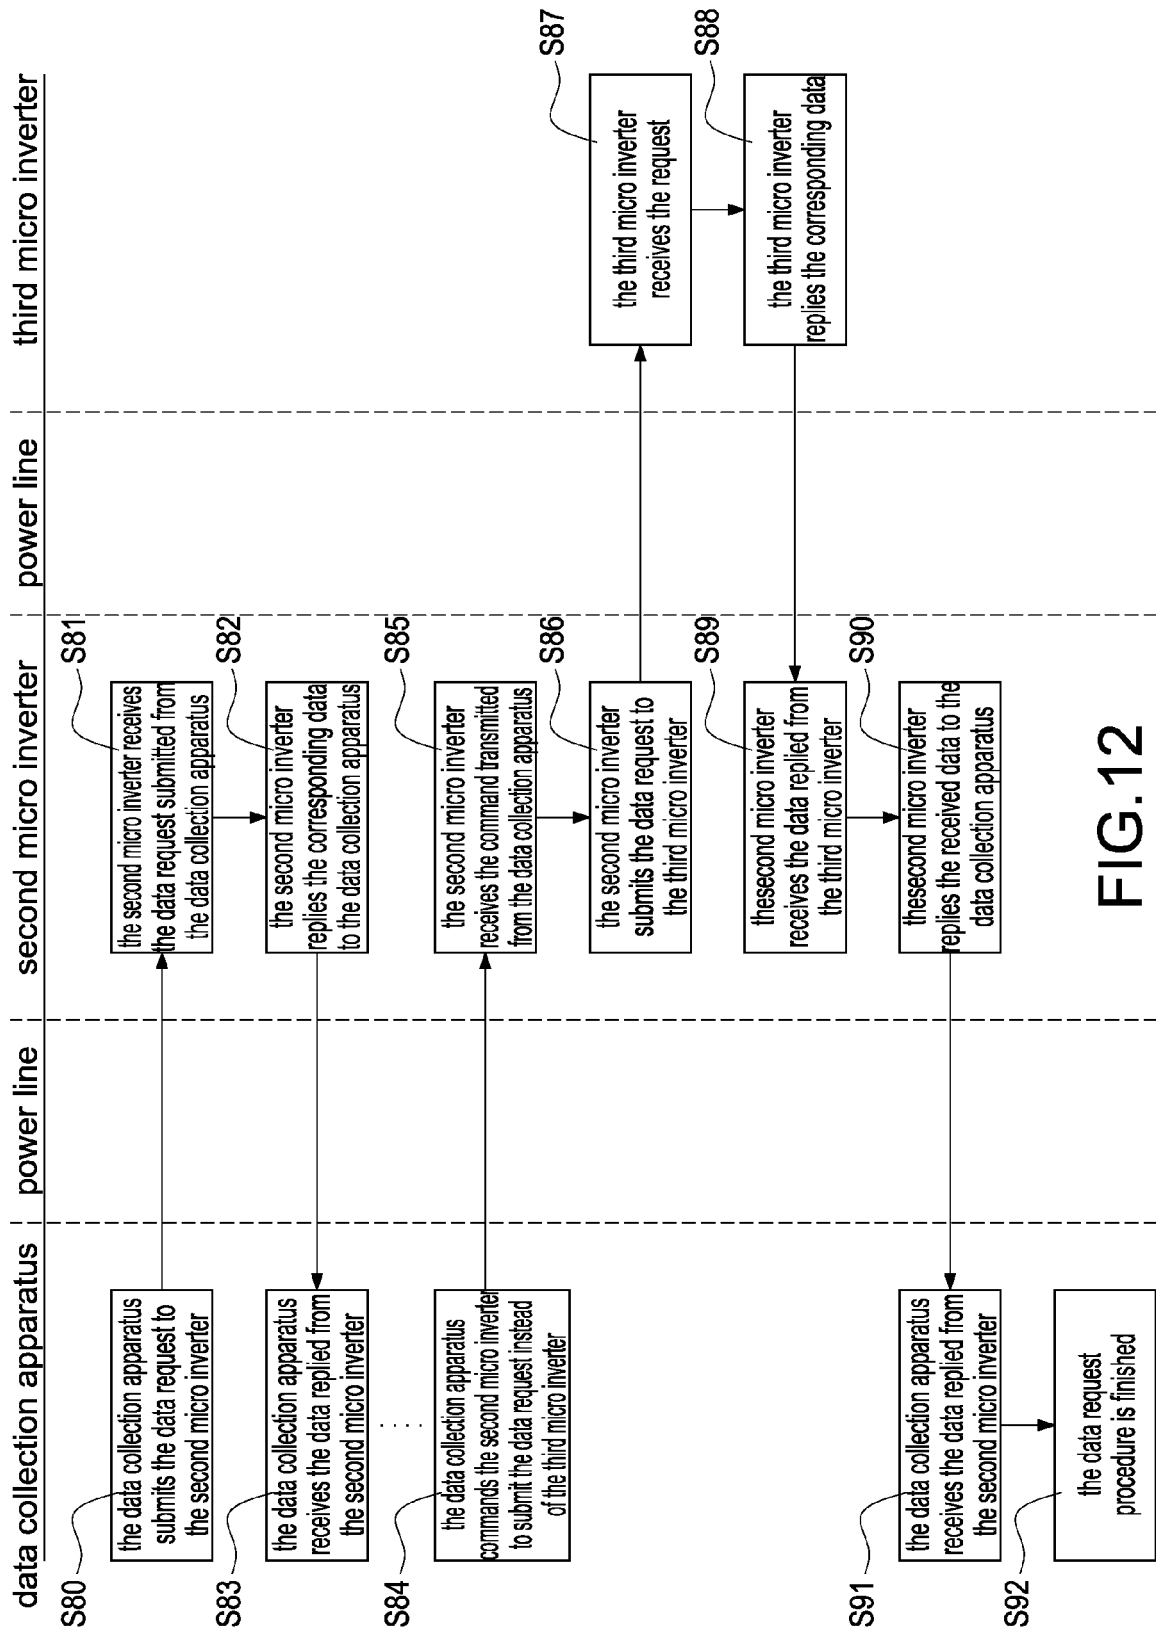 data collection apparatus
power line
second micro inverter
power line
third micro inverter
S80
the data collection apparatus
submits the data request to
the second micro inverter
S81
the second micro inverter receives
the data request submitted from
the data collection apparatus
S82
the second micro inverter
replies the corresponding data
to the data collection apparatus
S83
the data collection apparatus
receives the data replied from
the second micro inverter
S84
the data collection apparatus
commands the second micro inverter
to submit the data request instead
of the third micro inverter
S85
the second micro inverter
receives the command transmitted
from the data collection apparatus
S86
the second micro inverter
submits the data request to
the third micro inverter
S87
the third micro inverter
receives the request
S88
the third micro inverter
replies the corresponding data
S89
thesecond micro inverter
receives the data replied from
the third micro inverter
S90
thesecond micro inverter
replies the received data to the
data collection apparatus
S91
the data collection apparatus
receives the data replied from
the second micro inverter
S92
the data request
procedure is finished
FIG.12